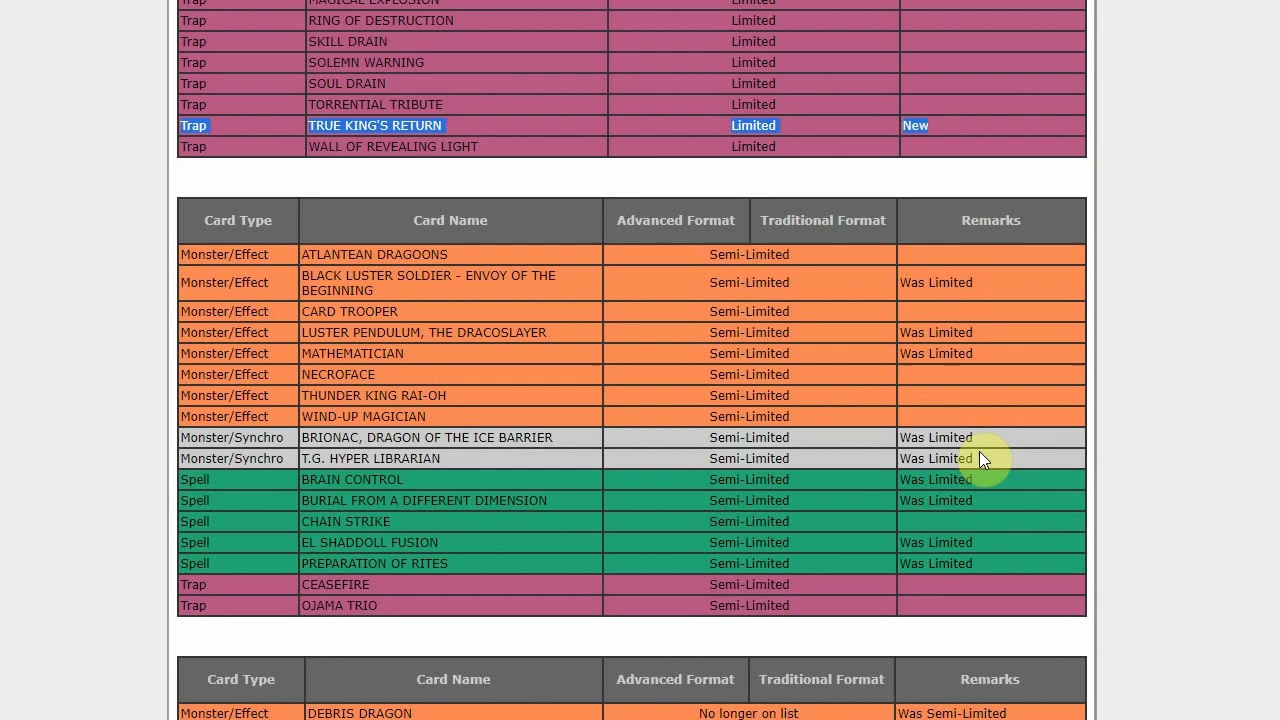 Trap MAGICAL EXPLOSION Limited
Trap RING OF DESTRUCTION Limited
Trap SKILL DRAIN Limited
Trap SOLEMN WARNING Limited
Trap SOUL DRAIN Limited
Trap TORRENTIAL TRIBUTE Limited
Trap TRUE KING'S RETURN Limited New
Trap WALL OF REVEALING LIGHT Limited
Card Type Card Name Advanced Format Traditional Format Remarks
Monster/Effect ATLANTEAN DRAGOONS Semi-Limited
Monster/Effect BLACK LUSTER SOLDIER - ENVOY OF THE
BEGINNING Semi-Limited Was Limited
Monster/Effect CARD TROOPER Semi-Limited
Monster/Effect LUSTER PENDULUM, THE DRACOSLAYER Semi-Limited Was Limited
Monster/Effect MATHEMATICIAN Semi-Limited Was Limited
Monster/Effect NECROFACE Semi-Limited
Monster/Effect THUNDER KING RAI-OH Semi-Limited
Monster/Effect WIND-UP MAGICIAN Semi-Limited
Monster/Synchro BRIONAC, DRAGON OF THE ICE BARRIER Semi-Limited Was Limited
Monster/Synchro T.G. HYPER LIBRARIAN Semi-Limited Was Limited
Spell BRAIN CONTROL Semi-Limited Was Limited
Spell BURIAL FROM A DIFFERENT DIMENSION Semi-Limited Was Limited
Spell CHAIN STRIKE Semi-Limited
Spell EL SHADDOLL FUSION Semi-Limited Was Limited
Spell PREPARATION OF RITES Semi-Limited Was Limited
Trap CEASEFIRE Semi-Limited
Trap OJAMA TRIO Semi-Limited
Card Type Card Name Advanced Format Traditional Format Remarks
Monster/Effect DEBRIS DRAGON No longer on list Was Semi-Limited